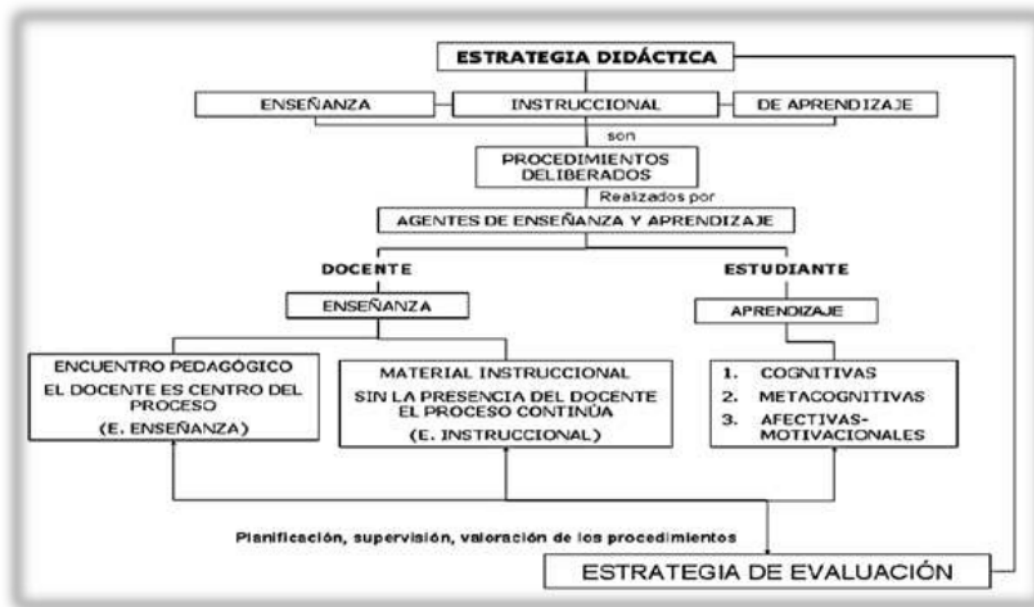 ESTRATEGIA DIDÁCTICA
ENSEÑANZA
INSTRUCCIONAL
DE APRENDIZAJE
son
PROCEDIMIENTOS
DELIBERADOS
Realizados por
AGENTES DE ENSEÑANZA Y APRENDIZAJE
DOCENTE
ESTUDIANTE
ENSEÑANZA
APRENDIZAJE
ENCUENTRO PEDAGÓGICO
EL DOCENTE ES CENTRO DEL
PROCESO
(E. ENSEÑANZA)
MATERIAL INSTRUCCIONAL
SIN LA PRESENCIA DEL DOCENTE
EL PROCESO CONTINÚA
(E. INSTRUCCIONAL)
1. COGNITIVAS
2. METACOGNITIVAS
3. AFECTIVAS-
MOTIVACIONALES
Planificación, supervisión, valoración de los procedimientos
ESTRATEGIA DE EVALUACIÓN